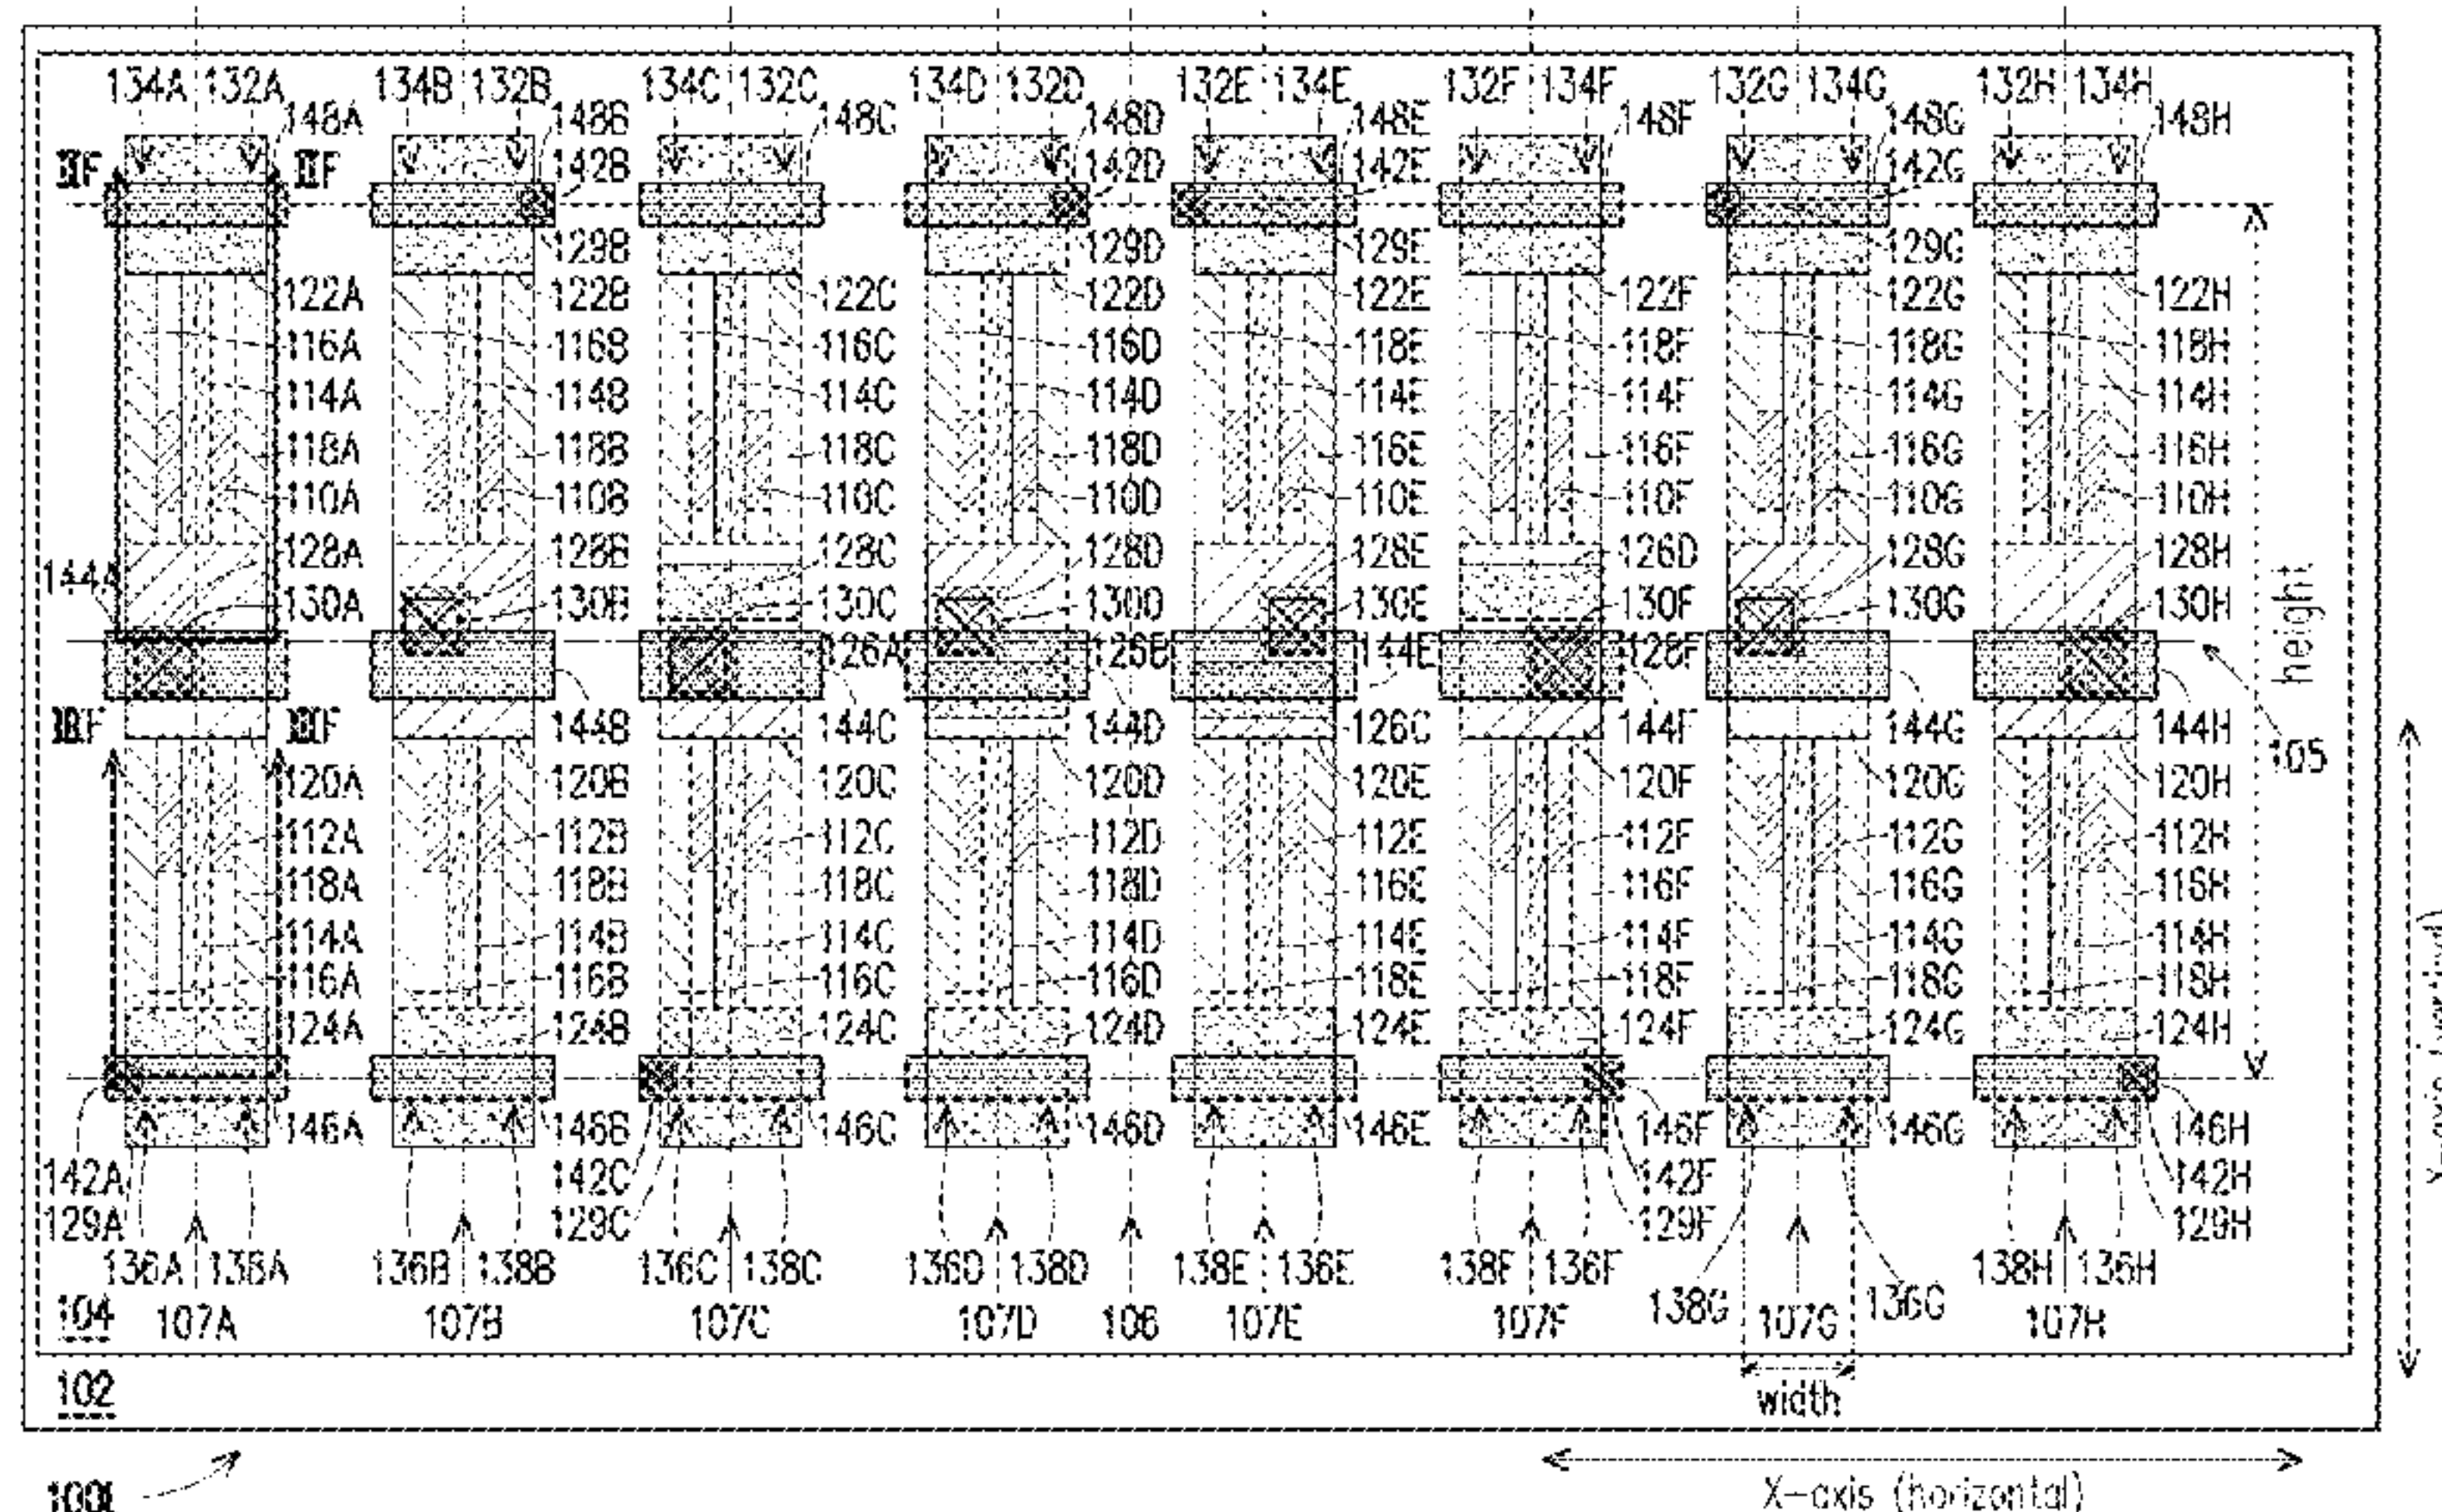 134A 132A 134B 132B 134C 132C 134D 132D 132E 134E 132F 134F 132G 134G 132H 134H
148A 148B 148C 148D 148E 148F 148G 148H
142B 142D 142E 142G
129B 129D 129E 129G
122A 122B 122C 122D 122E 122F 122G 122H
116A 116B 116C 116D 118E 118F 118G 118H
114A 114B 114C 114D 114E 114F 114G 114H
118A 118B 118C 118D 116E 116F 116G 116H
110A 110B 110C 110D 110E 110F 110G 110H
128A 128B 128C 128D 128E 126D 128G 128H
144A 130A 130B 130C 130D 130E 130F 130G 130H
126A 126B 144E 128F
height
144B 144C 144D 126C 144F 144G 144H
105
120A 120B 120C 120D 120E 120F 120G 120H
112A 112B 112C 112D 112E 112F 112G 112H
118A 118B 118C 118D 116E 116F 116G 116H
114A 114B 114C 114D 114E 114F 114G 114H
116A 116B 116C 116D 118E 118F 118G 118H
124A 124B 124C 124D 124E 124F 124G 124H
146A 146B 146C 146D 146E 146F 146G 146H
142A 142C 142F 142H
129A 129C 129F 129H
136A 138A 136B 138B 136C 138C 136D 138D 138E 136E 138F 136F 138G 136G 138H 136H
104 107A 107B 107C 107D 106 107E 107F 107G 107H
102
width
X-axis (horizontal)